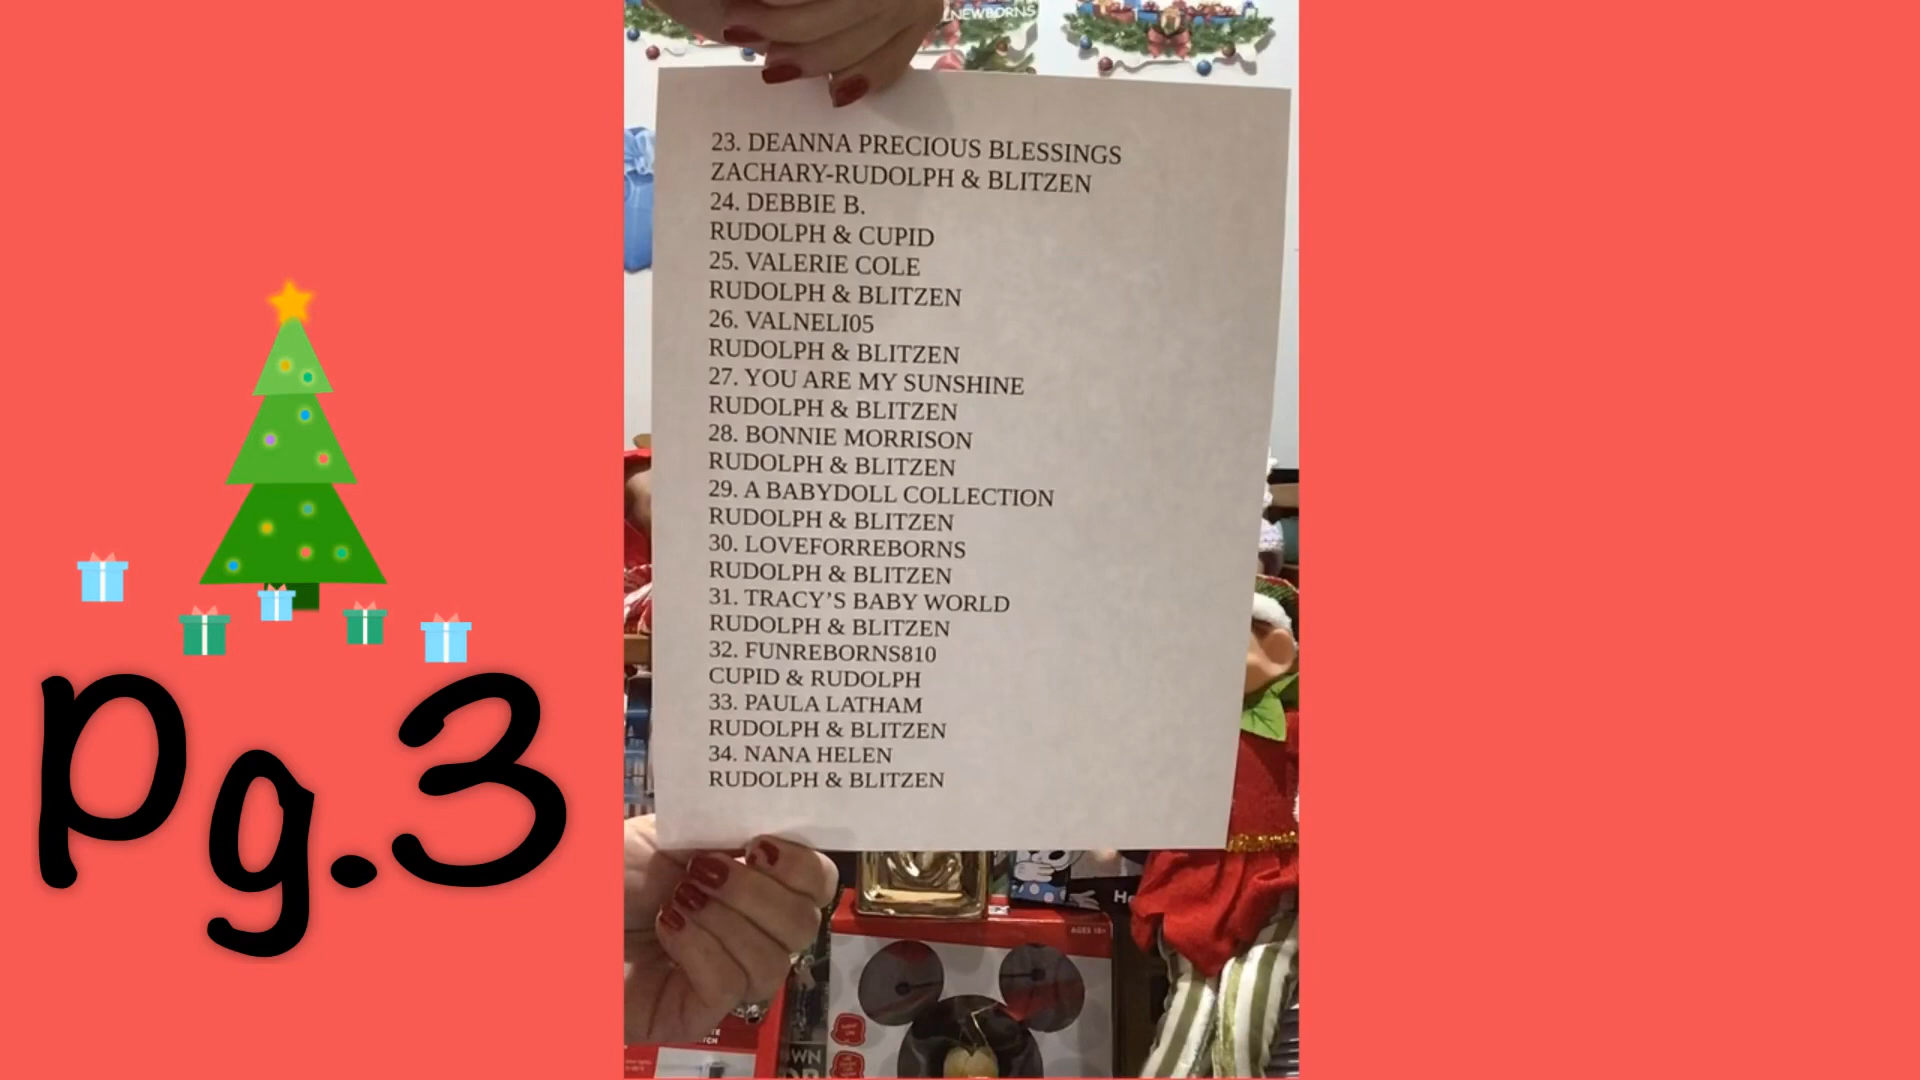 NEWBORNS
23. DEANNA PRECIOUS BLESSINGS
ZACHARY-RUDOLPH & BLITZEN
24. DEBBIE B.
RUDOLPH & CUPID
25. VALERIE COLE
RUDOLPH & BLITZEN
26. VALNELI05
RUDOLPH & BLITZEN
27. YOU ARE MY SUNSHINE
RUDOLPH & BLITZEN
28. BONNIE MORRISON
RUDOLPH & BLITZEN
29. A BABYDOLL COLLECTION
RUDOLPH & BLITZEN
30. LOVEFORREBORNS
RUDOLPH & BLITZEN
31. TRACY’S BABY WORLD
RUDOLPH & BLITZEN
32. FUNREBORNS810
CUPID & RUDOLPH
33. PAULA LATHAM
RUDOLPH & BLITZEN
34. NANA HELEN
RUDOLPH & BLITZEN
Pg.3
AGES 18+